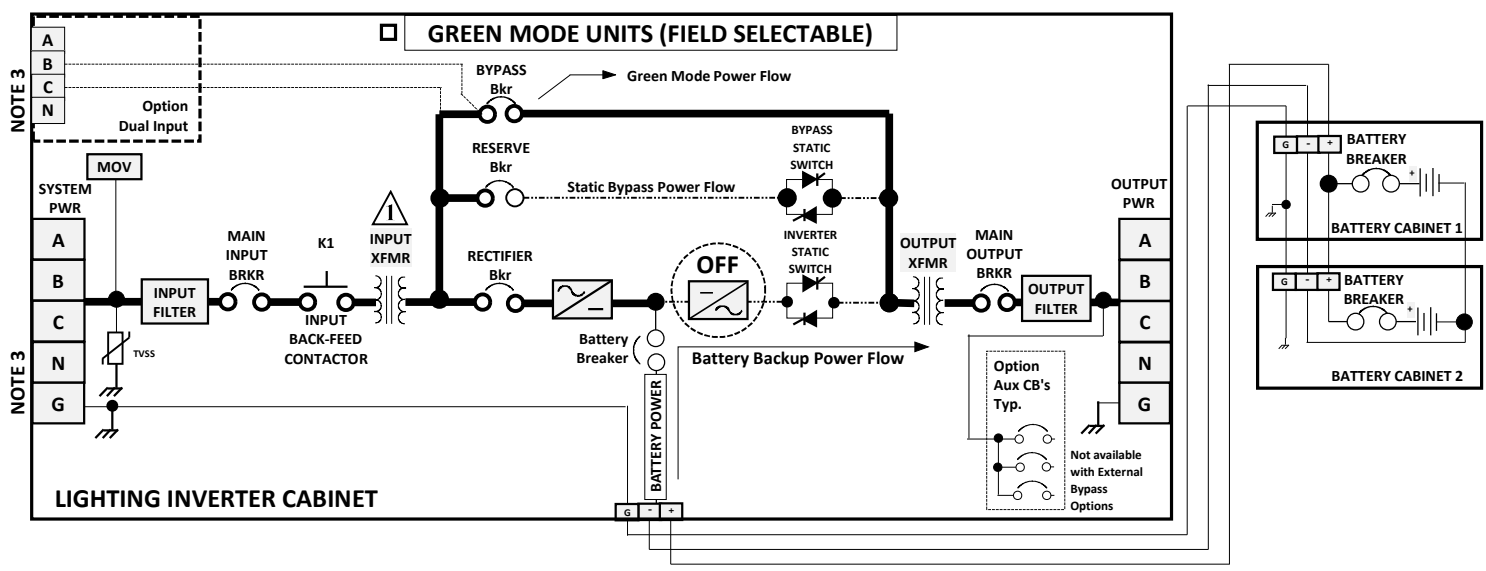 GREEN MODE UNITS (FIELD SELECTABLE)
NOTE 3
A
B
C
N
Option
Dual Input
BYPASS
Bkr
Green Mode Power Flow
MOV
RESERVE
Bkr
Static Bypass Power Flow
BYPASS
STATIC
SWITCH
SYSTEM
PWR
A
B
C
N
G
NOTE 3
TVSS
INPUT
FILTER
MAIN
INPUT
BRKR
K1
INPUT
BACK-FEED
CONTACTOR
1
INPUT
XFMR
RECTIFIER
Bkr
OFF
INVERTER
STATIC
SWITCH
OUTPUT
XFMR
MAIN
OUTPUT
BRKR
OUTPUT
FILTER
OUTPUT
PWR
A
B
C
N
G
Battery
Breaker
Battery Backup Power Flow
BATTERY POWER
Option
Aux CB's
Typ.
Not available
with External
Bypass
Options
LIGHTING INVERTER CABINET
G - +
G - +
BATTERY
BREAKER
+
BATTERY CABINET 1
G - +
BATTERY
BREAKER
+
BATTERY CABINET 2